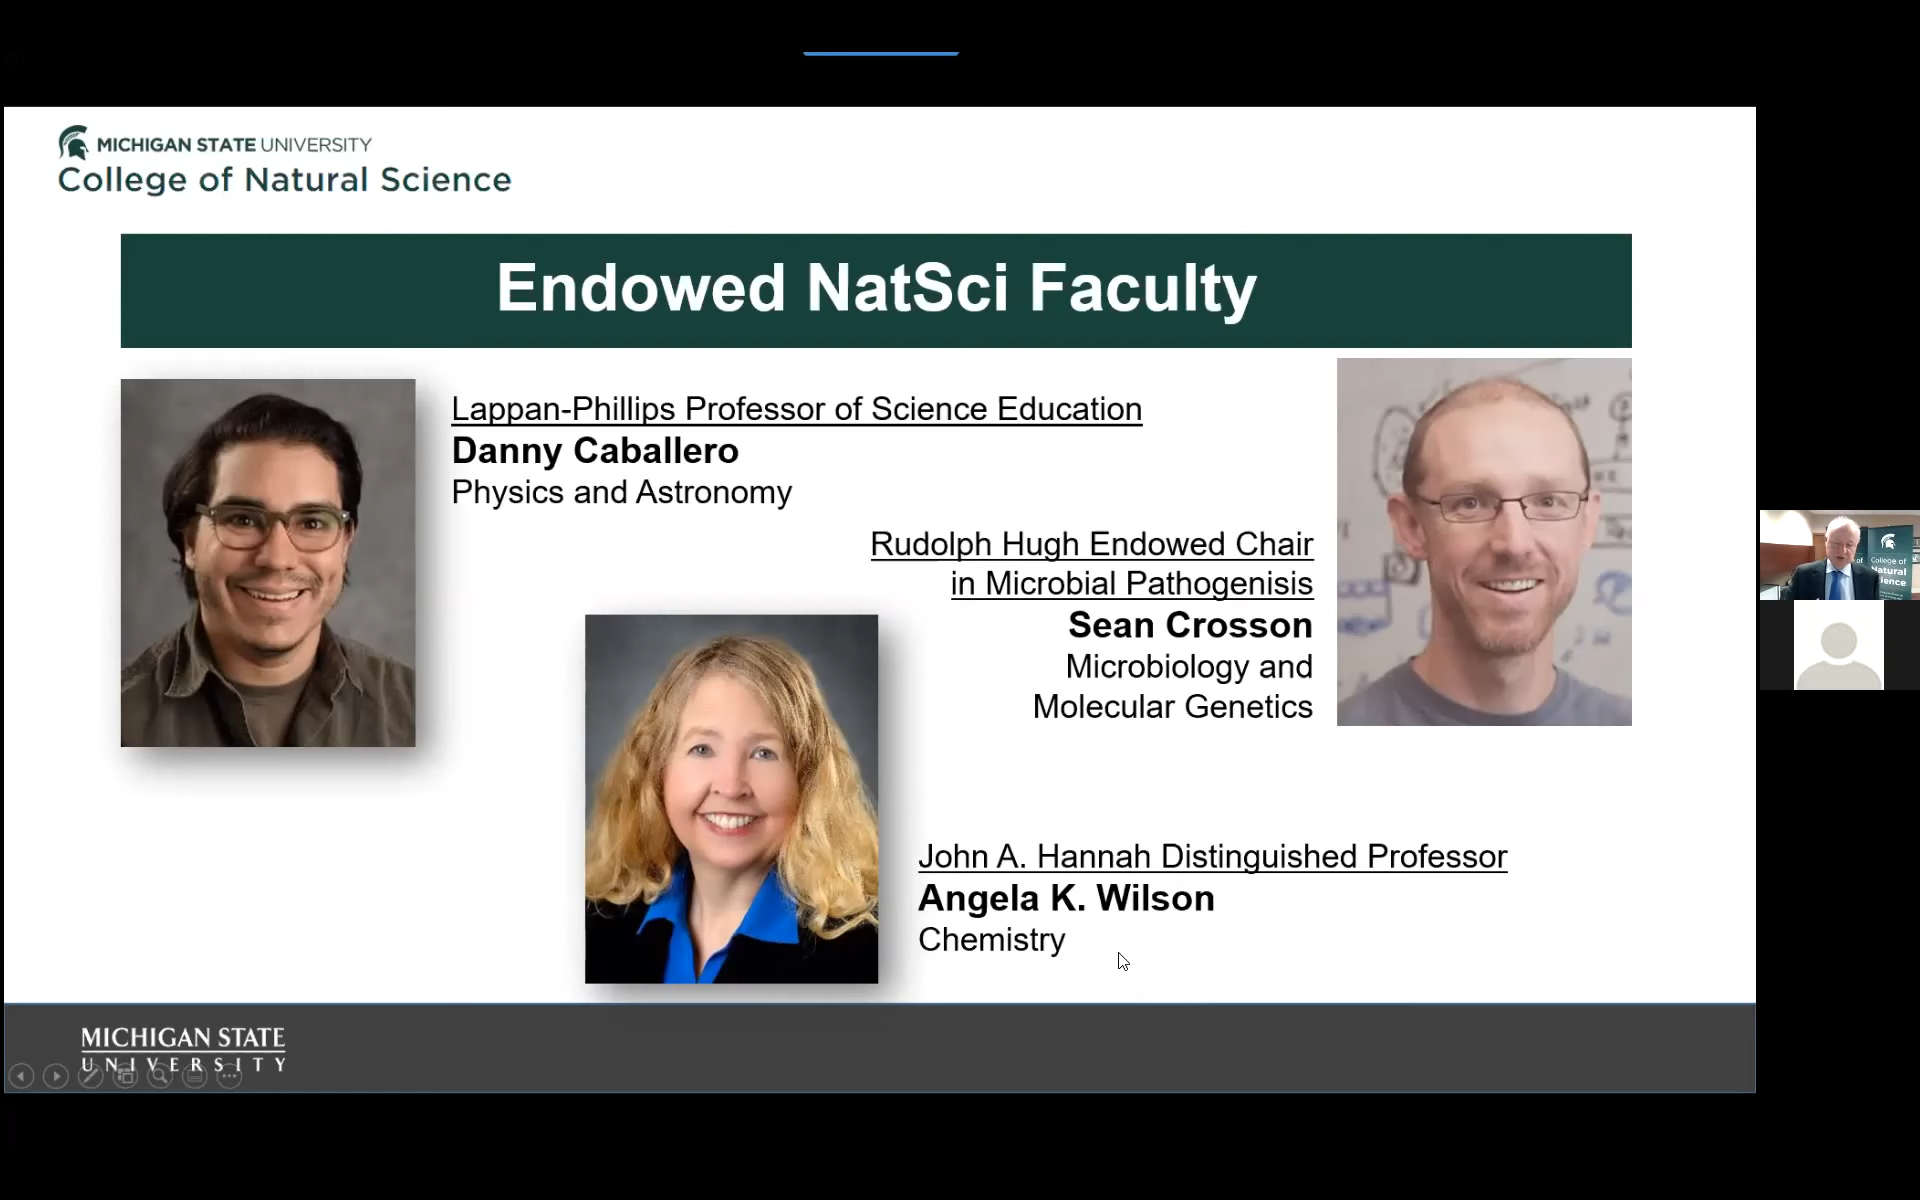 MICHIGAN STATE UNIVERSITY
College of Natural Science
Endowed NatSci Faculty
Lappan-Phillips Professor of Science Education
Danny Caballero
Physics and Astronomy
Rudolph Hugh Endowed Chair
in Microbial Pathogenisis
Sean Crosson
Microbiology and
Molecular Genetics
John A. Hannah Distinguished Professor
Angela K. Wilson
Chemistry
MICHIGAN STATE
UNIVERSITY
College of